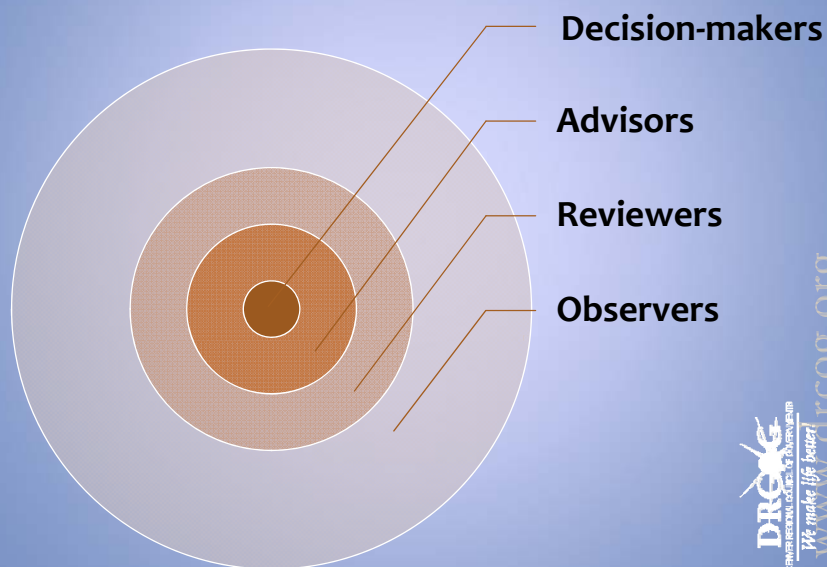 Decision-makers
Advisors
Reviewers
Observers
DRCOG
We make life better!
www.drcog.org